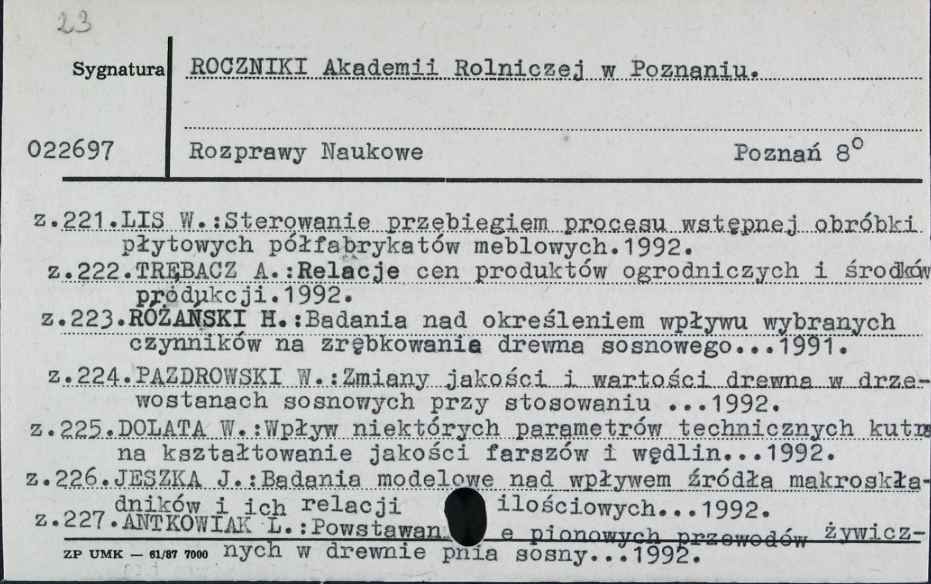 23
Sygnatura
ROCZNIKI Akademii Rolniczej w Poznaniu.
022697
Rozprawy Naukowe Poznań 8°
z.221.LIS W.:Sterowanie przebiegiem procesu wstępnej obróbki
płytowych półfabrykatów meblowych.1992.
z.222.TRĘBACZ A.:Relacje cen produktów ogrodniczych i środków
produkcji.1992.
z.223.RÓŻAŃSKI H.:Badania nad określeniem wpływu wybranych
czynników na zrębkowanie drewna sosnowego...1991.
z.224.PAZDROWSKI W.:Zmiany jakości i wartości drewna w drze-
wostanach sosnowych przy stosowaniu ...1992.
z.225.DOLATA W.:Wpływ niektórych parametrów technicznych kutra
na kształtowanie jakości farszów i wędlin...1992.
z.226.JESZKA J.:Badania modelowe nad wpływem źródła makroskła-
dników i ich relacji ilościowych...1992.
z.227.ANTKOWIAK L.:Powstawan e pionowych przewodów żywicz-
ZP UMK — 61/87 7000 nych w drewnie pnia sosny...1992.